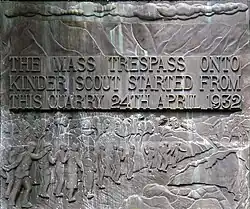 THE MASS TRESPASS ONTO
KINDER SCOUT STARTED FROM
THIS QUARRY 24TH APRIL 1932